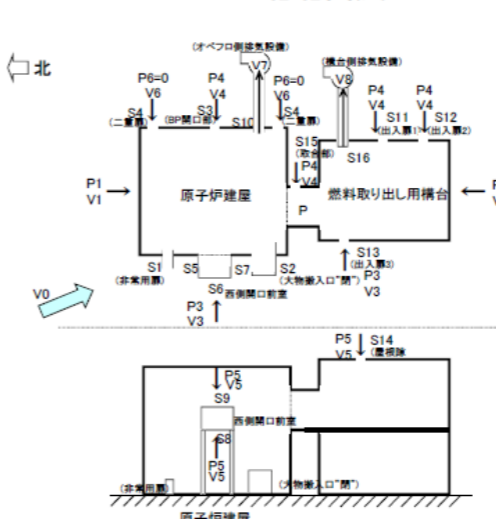 北
(オペフロ側排気設備)
V7
(構台側排気設備)
V8
P6=0
V6
P4
V4
P6=0
V6
P4
V4
P4
V4
S4
(二重扉)
S3
(BP開口部)
S10
S4
(二重扉)
S11
(出入扉1)
S12
(出入扉2)
S15
(取合部)
P4
V4
S16
P1
V1
原子炉建屋
P
燃料取り出し用構台
P
V
S1
(非常用扉)
S5
S7
S2
(大物搬入口"閉")
S13
(出入扉3)
P3
V3
S6
西側開口前室
P3
V3
V0
P5
V5
S14
(屋根隙
P5
V5
S9
西側開口前室
S8
P5
V5
(非常用扉)
(大物搬入口"閉")
原子炉建屋